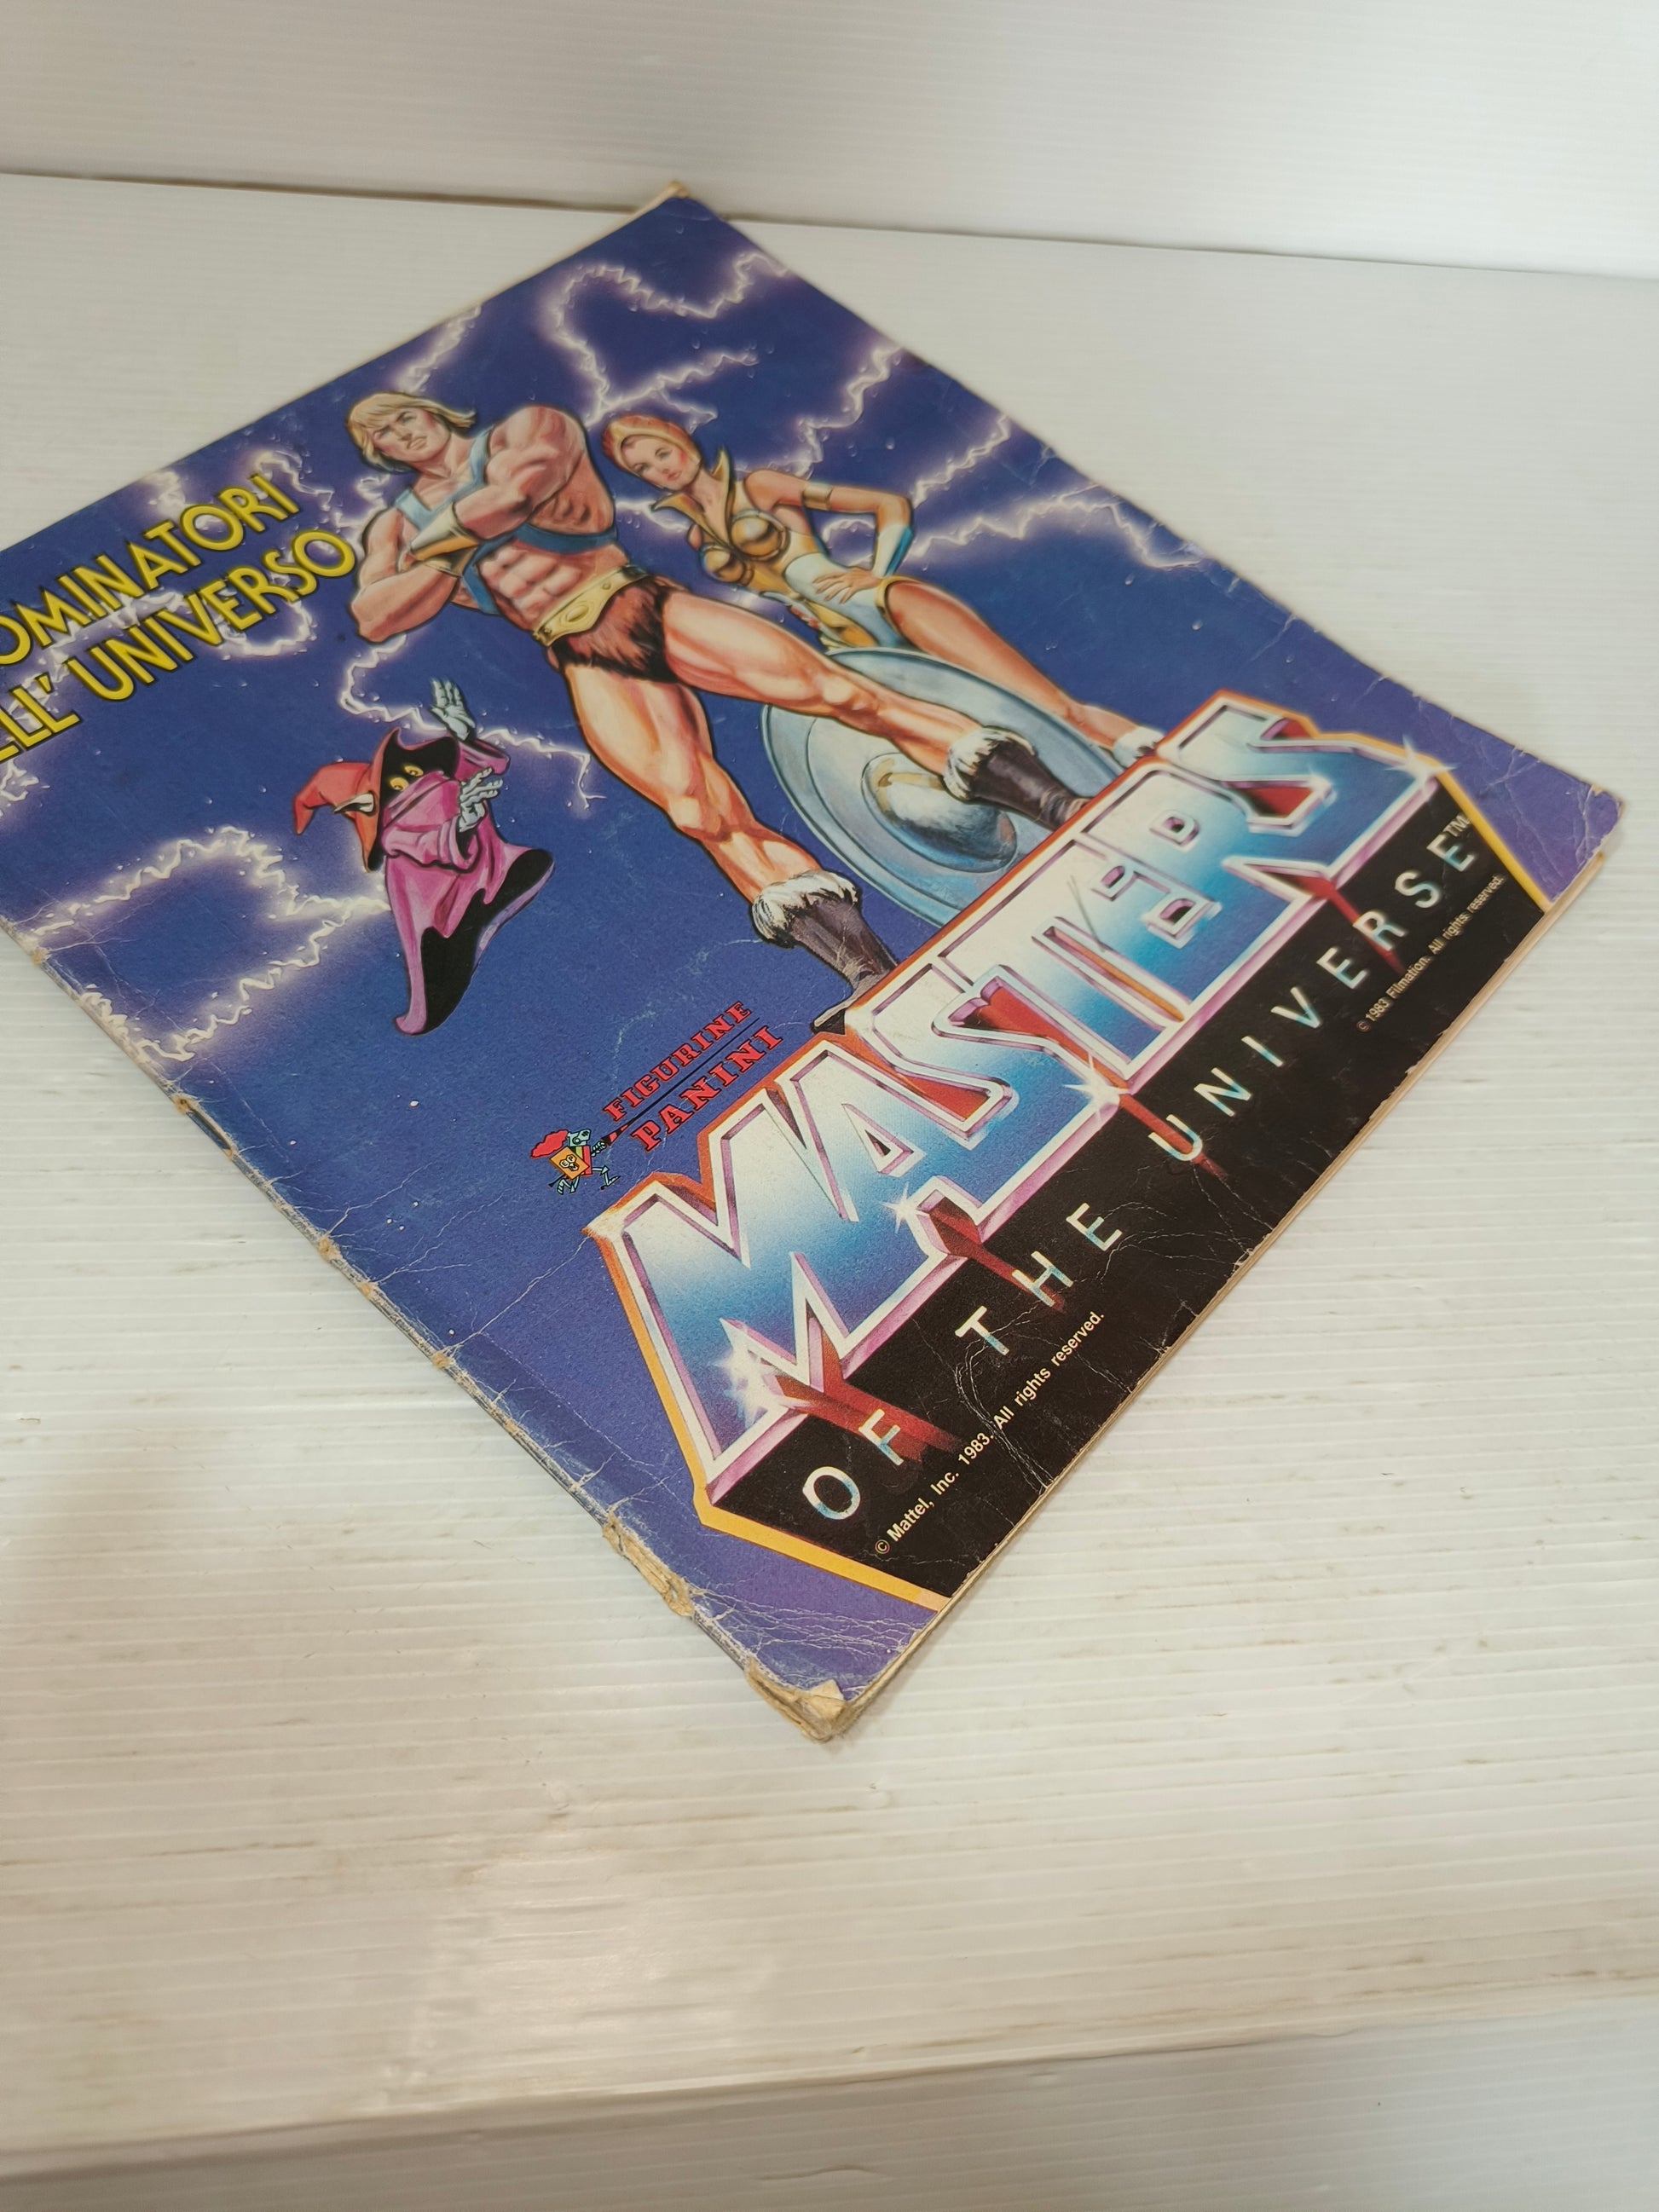 OMINATORI
ELL' UNIVERSO
FIGURINE
PANINI
MASTERS
OF THE UNIVERSE™
© Mattel, Inc. 1983. All rights reserved.
© 1983 Filmation. All rights reserved.